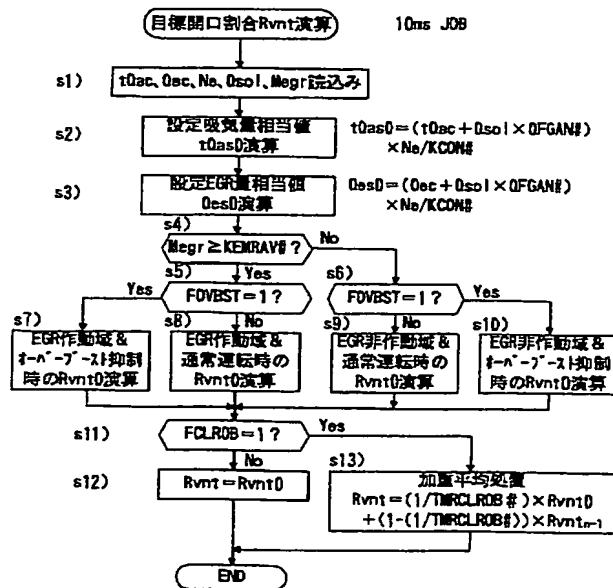 目標開口割合Rvnt演算
10ms JOB
s1)
tQac、Qec、Ne、Qsol、Megr読込み
s2)
設定吸気量相当値
tQas0演算
tQas0=(tQac+Qsol×QFGAN#)
×Ne/KCON#
s3)
設定EGR量相当値
Qes0演算
Qes0=(Qec+Qsol×QFGAN#)
×Ne/KCON#
s4)
Megr≧KEMRAV#?
No
Yes
s5)
FOVBST=1?
Yes
No
s6)
FOVBST=1?
Yes
No
s7)
EGR作動域&
オーバーブースト抑制
時のRvnt0演算
s8)
EGR作動域&
通常運転時の
Rvnt0演算
s9)
EGR非作動域&
通常運転時の
Rvnt0演算
s10)
EGR非作動域&
オーバーブースト抑制
時のRvnt0演算
s11)
FCLROB=1?
Yes
No
s12)
Rvnt=Rvnt0
s13)
加重平均処置
Rvnt=(1/TMRCLROB#)×Rvnt0
+(1-(1/TMRCLROB#))×Rvntn-1
END